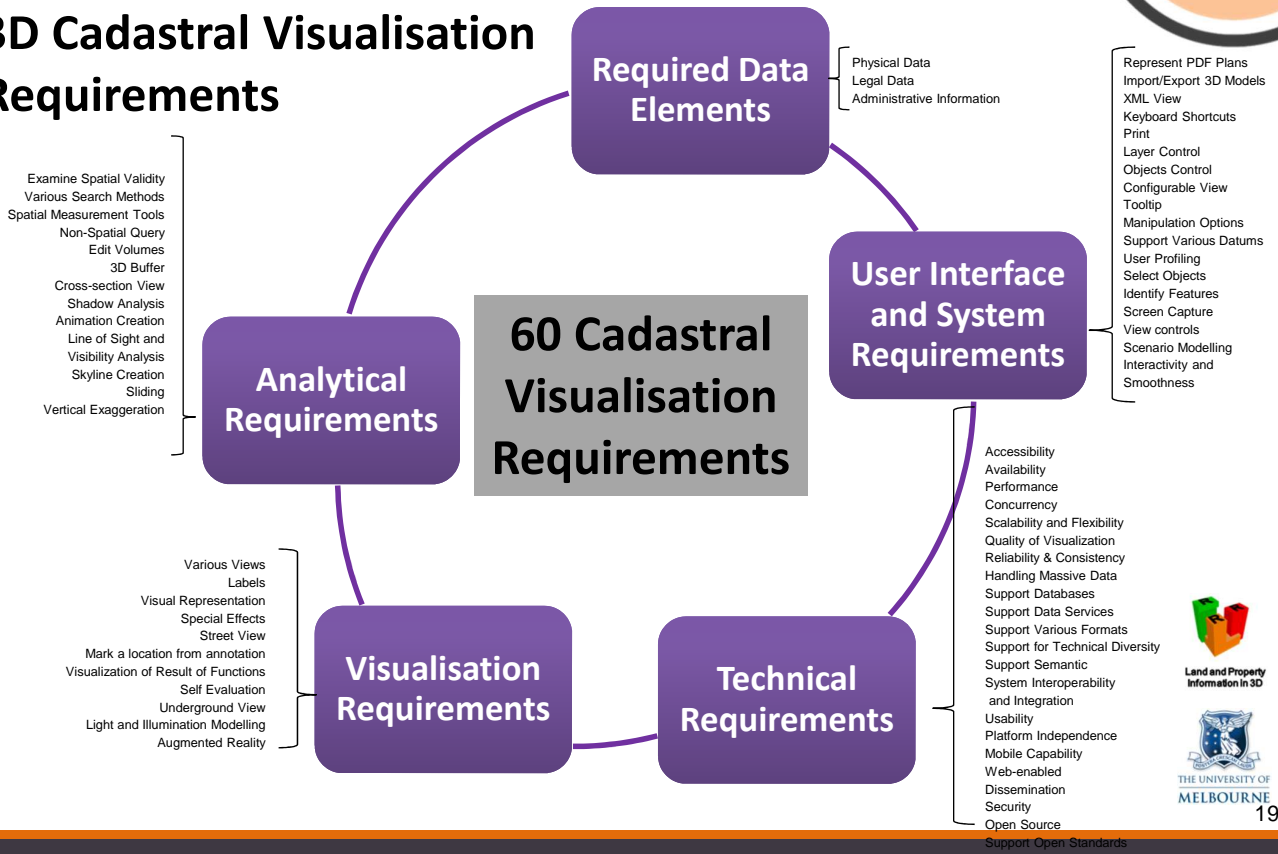 3D Cadastral Visualisation
Requirements
Required Data
Elements
Physical Data
Legal Data
Administrative Information
User Interface
and System
Requirements
Represent PDF Plans
Import/Export 3D Models
XML View
Keyboard Shortcuts
Print
Layer Control
Objects Control
Configurable View
Tooltip
Manipulation Options
Support Various Datums
User Profiling
Select Objects
Identify Features
Screen Capture
View controls
Scenario Modelling
Interactivity and
Smoothness
Technical
Requirements
Accessibility
Availability
Performance
Concurrency
Scalability and Flexibility
Quality of Visualization
Reliability & Consistency
Handling Massive Data
Support Databases
Support Data Services
Support Various Formats
Support for Technical Diversity
Support Semantic
System Interoperability
and Integration
Usability
Platform Independence
Mobile Capability
Web-enabled
Dissemination
Security
Open Source
Support Open Standards
Visualisation
Requirements
Various Views
Labels
Visual Representation
Special Effects
Street View
Mark a location from annotation
Visualization of Result of Functions
Self Evaluation
Underground View
Light and Illumination Modelling
Augmented Reality
Analytical
Requirements
Examine Spatial Validity
Various Search Methods
Spatial Measurement Tools
Non-Spatial Query
Edit Volumes
3D Buffer
Cross-section View
Shadow Analysis
Animation Creation
Line of Sight and
Visibility Analysis
Skyline Creation
Sliding
Vertical Exaggeration
60 Cadastral
Visualisation
Requirements
R R R
Land and Property
Information in 3D
THE UNIVERSITY OF
MELBOURNE
19